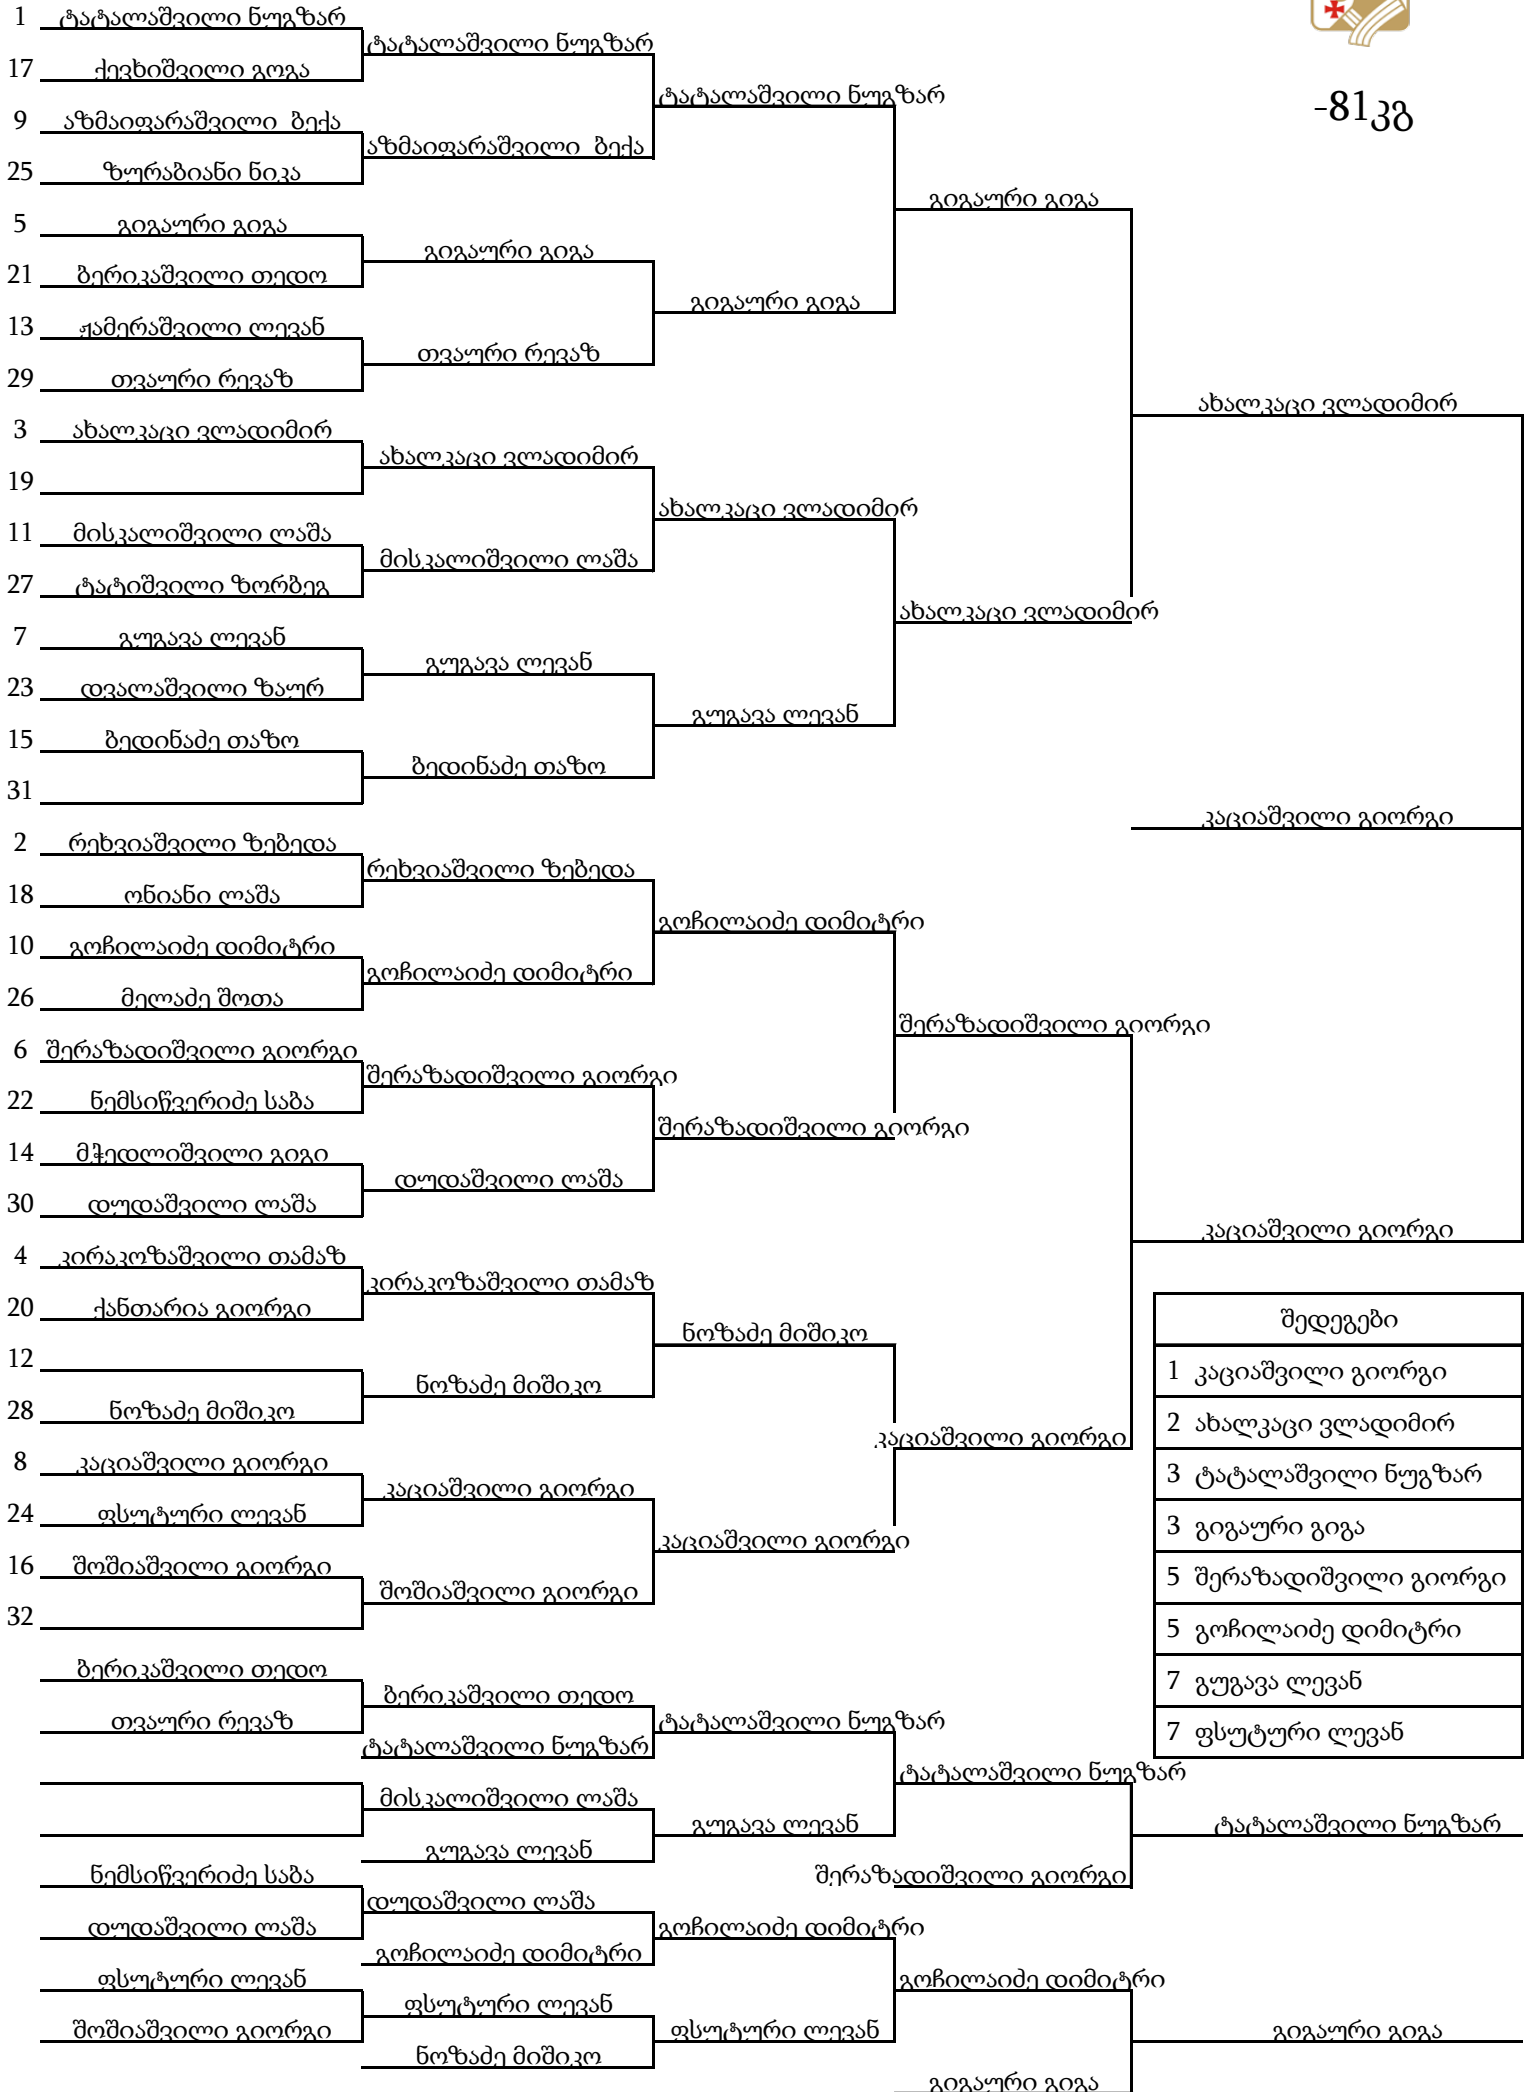 -81კგ
1 ტატალაშვილი ნუგზარ
17 ქევხიშვილი გოგა
9 აზმაიფარაშვილი ბექა
25 ზურაბიანი ნიკა
5 გიგაური გიგა
21 ბერიკაშვილი თედო
13 ჟამერაშვილი ლევან
29 თვაური რევაზ
3 ახალკაცი ვლადიმირ
19
11 მისკალიშვილი ლაშა
27 ტატიშვილი ზორბეგ
7 გუგავა ლევან
23 დვალაშვილი ზაურ
15 ბედინაძე თაზო
31
2 რეხვიაშვილი ზებედა
18 ონიანი ლაშა
10 გოჩილაიძე დიმიტრი
26 მელაძე შოთა
6 შერაზადიშვილი გიორგი
22 ნემსიწვერიძე საბა
14 მჭედლიშვილი გიგი
30 დუდაშვილი ლაშა
4 კირაკოზაშვილი თამაზ
20 ქანთარია გიორგი
12
28 ნოზაძე მიშიკო
8 კაციაშვილი გიორგი
24 ფსუტური ლევან
16 შოშიაშვილი გიორგი
32
ტატალაშვილი ნუგზარ
აზმაიფარაშვილი ბექა
გიგაური გიგა
თვაური რევაზ
ახალკაცი ვლადიმირ
მისკალიშვილი ლაშა
გუგავა ლევან
ბედინაძე თაზო
რეხვიაშვილი ზებედა
გოჩილაიძე დიმიტრი
შერაზადიშვილი გიორგი
დუდაშვილი ლაშა
კირაკოზაშვილი თამაზ
ნოზაძე მიშიკო
კაციაშვილი გიორგი
შოშიაშვილი გიორგი
ტატალაშვილი ნუგზარ
გიგაური გიგა
ახალკაცი ვლადიმირ
გუგავა ლევან
გოჩილაიძე დიმიტრი
შერაზადიშვილი გიორგი
ნოზაძე მიშიკო
კაციაშვილი გიორგი
გიგაური გიგა
ახალკაცი ვლადიმირ
შერაზადიშვილი გიორგი
კაციაშვილი გიორგი
ახალკაცი ვლადიმირ
კაციაშვილი გიორგი
კაციაშვილი გიორგი
შედეგები
1 კაციაშვილი გიორგი
2 ახალკაცი ვლადიმირ
3 ტატალაშვილი ნუგზარ
3 გიგაური გიგა
5 შერაზადიშვილი გიორგი
5 გოჩილაიძე დიმიტრი
7 გუგავა ლევან
7 ფსუტური ლევან
ბერიკაშვილი თედო
თვაური რევაზ
ნემსიწვერიძე საბა
დუდაშვილი ლაშა
ფსუტური ლევან
შოშიაშვილი გიორგი
ბერიკაშვილი თედო
ტატალაშვილი ნუგზარ
მისკალიშვილი ლაშა
გუგავა ლევან
დუდაშვილი ლაშა
გოჩილაიძე დიმიტრი
ფსუტური ლევან
ნოზაძე მიშიკო
ტატალაშვილი ნუგზარ
გუგავა ლევან
გოჩილაიძე დიმიტრი
ფსუტური ლევან
ტატალაშვილი ნუგზარ
შერაზადიშვილი გიორგი
გოჩილაიძე დიმიტრი
გიგაური გიგა
ტატალაშვილი ნუგზარ
გიგაური გიგა